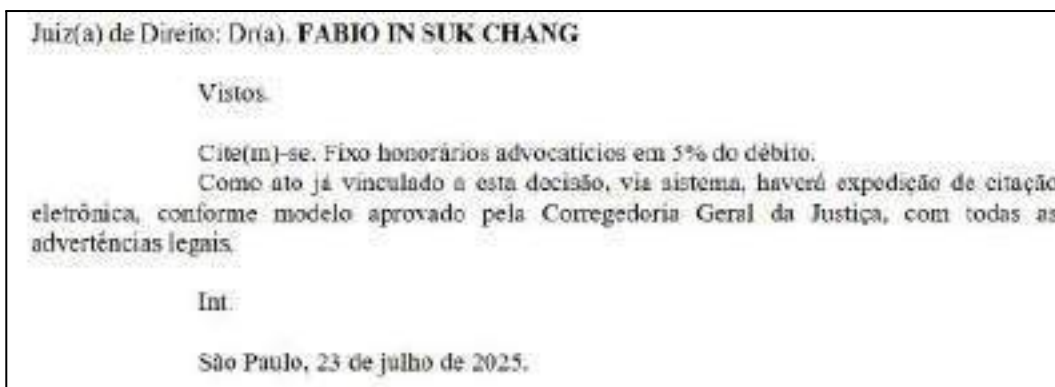 Juiz(a) de Direito: Dr(a). FABIO IN SUK CHANG
Vistos.
Cite(m)-se. Fixo honorários advocatícios em 5% do débito.
Como ato já vinculado a esta decisão, via sistema, haverá expedição de citação
eletrônica, conforme modelo aprovado pela Corregedoria Geral da Justiça, com todas as
advertências legais.
Int.
São Paulo, 23 de julho de 2025.